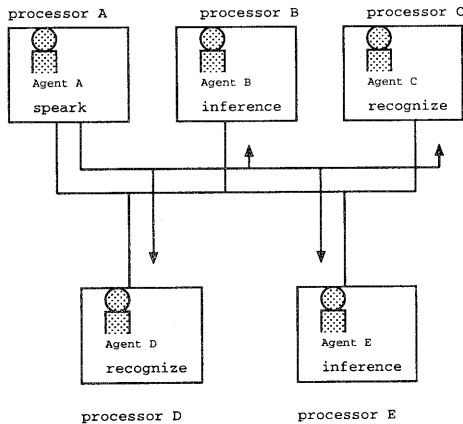 processor A
processor B
processor C
Agent A
speark
Agent B
inference
Agent C
recognize
Agent D
recognize
Agent E
inference
processor D
processor E